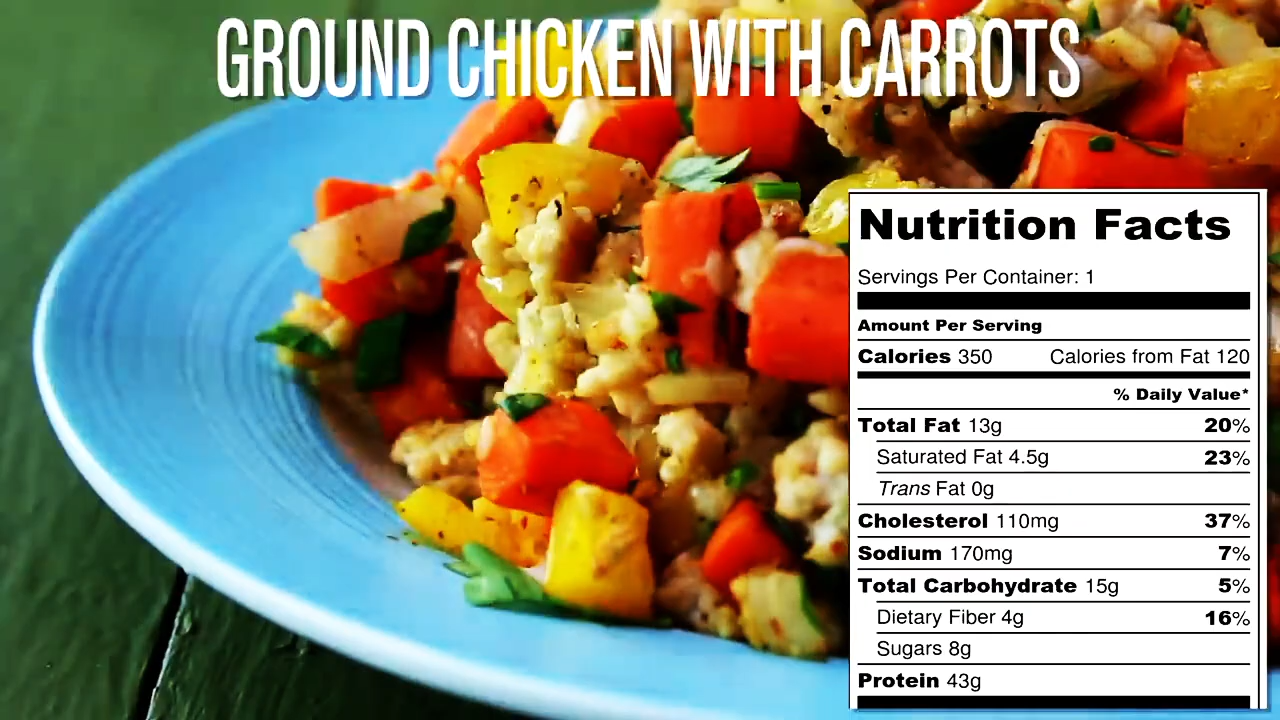 GROUND CHICKEN WITH CARROTS
Nutrition Facts
Servings Per Container: 1
Amount Per Serving
Calories 350 Calories from Fat 120
% Daily Value*
Total Fat 13g 20%
Saturated Fat 4.5g 23%
Trans Fat 0g
Cholesterol 110mg 37%
Sodium 170mg 7%
Total Carbohydrate 15g 5%
Dietary Fiber 4g 16%
Sugars 8g
Protein 43g